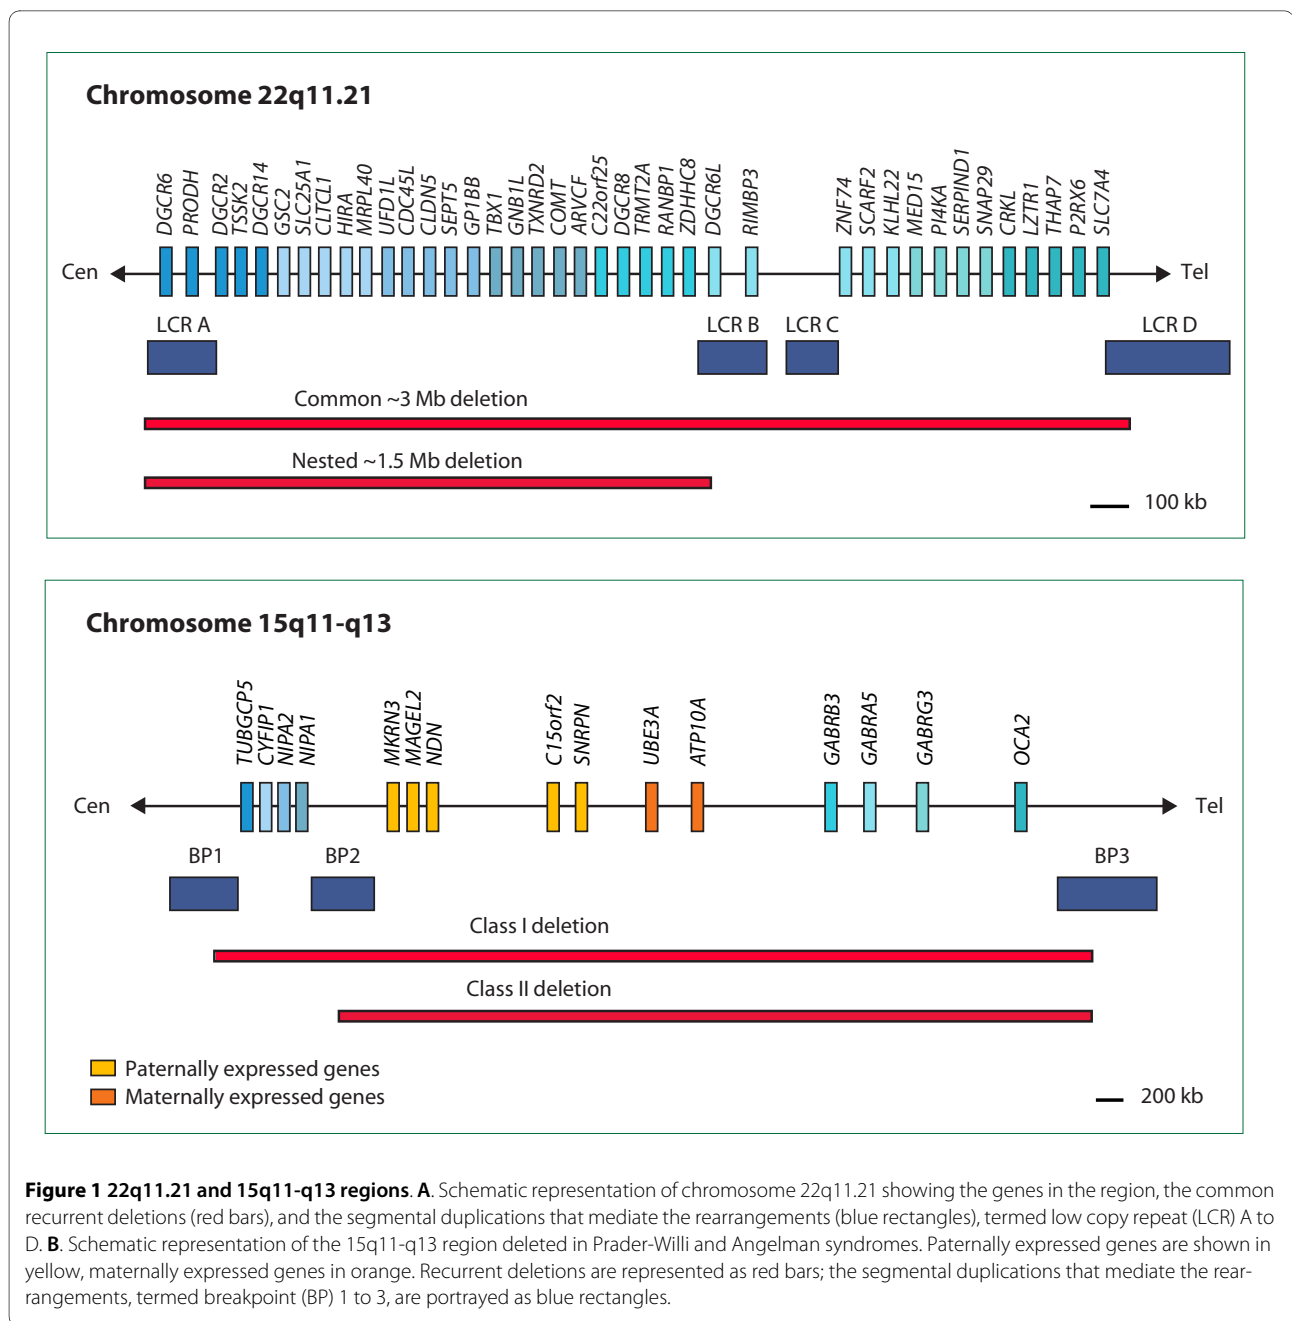 Chromosome 22q11.21
DGCR6
PRODH
DGCR2
TSSK2
DGCR14
GSC2
SLC25A1
CLTCL1
HIRA
MRPL40
UFD1L
CDC45L
CLDN5
SEPT5
GP1BB
TBX1
GNB1L
TXNRD2
COMT
ARVCF
C22orf25
DGCR8
TRMT2A
RANBP1
ZDHHC8
DGCR6L
RIMBP3
ZNF74
SCARF2
KLHL22
MED15
PI4KA
SERPIND1
SNAP29
CRKL
LZTR1
THAP7
P2RX6
SLC7A4
Cen
Tel
LCR A
LCR B
LCR C
LCR D
Common ~3 Mb deletion
Nested ~1.5 Mb deletion
100 kb
Chromosome 15q11-q13
TUBGCP5
CYFIP1
NIPA2
NIPA1
MKRN3
MAGEL2
NDN
C15orf2
SNRPN
UBE3A
ATP10A
GABRB3
GABRA5
GABRG3
OCA2
Cen
Tel
BP1
BP2
BP3
Class I deletion
Class II deletion
Paternally expressed genes
Maternally expressed genes
200 kb
Figure 1 22q11.21 and 15q11-q13 regions. A. Schematic representation of chromosome 22q11.21 showing the genes in the region, the common
recurrent deletions (red bars), and the segmental duplications that mediate the rearrangements (blue rectangles), termed low copy repeat (LCR) A to
D. B. Schematic representation of the 15q11-q13 region deleted in Prader-Willi and Angelman syndromes. Paternally expressed genes are shown in
yellow, maternally expressed genes in orange. Recurrent deletions are represented as red bars; the segmental duplications that mediate the rear-
rangements, termed breakpoint (BP) 1 to 3, are portrayed as blue rectangles.